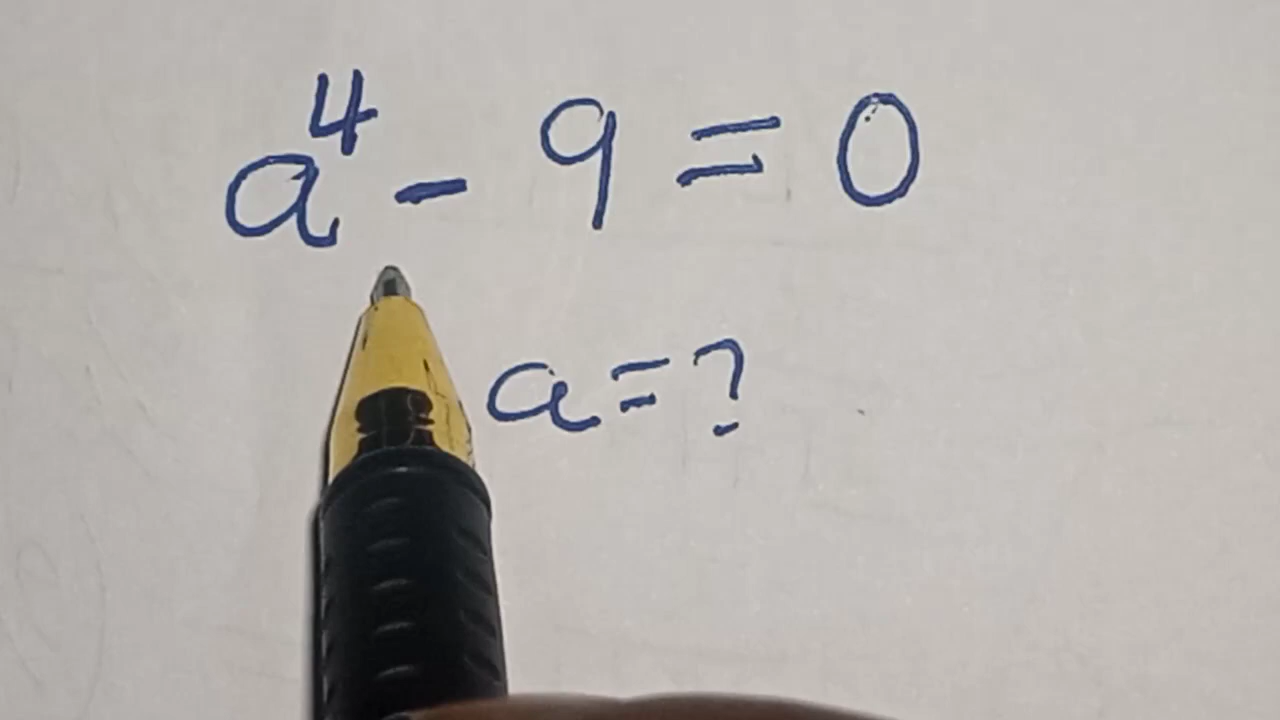 a⁴ - 9 = 0
a = ?